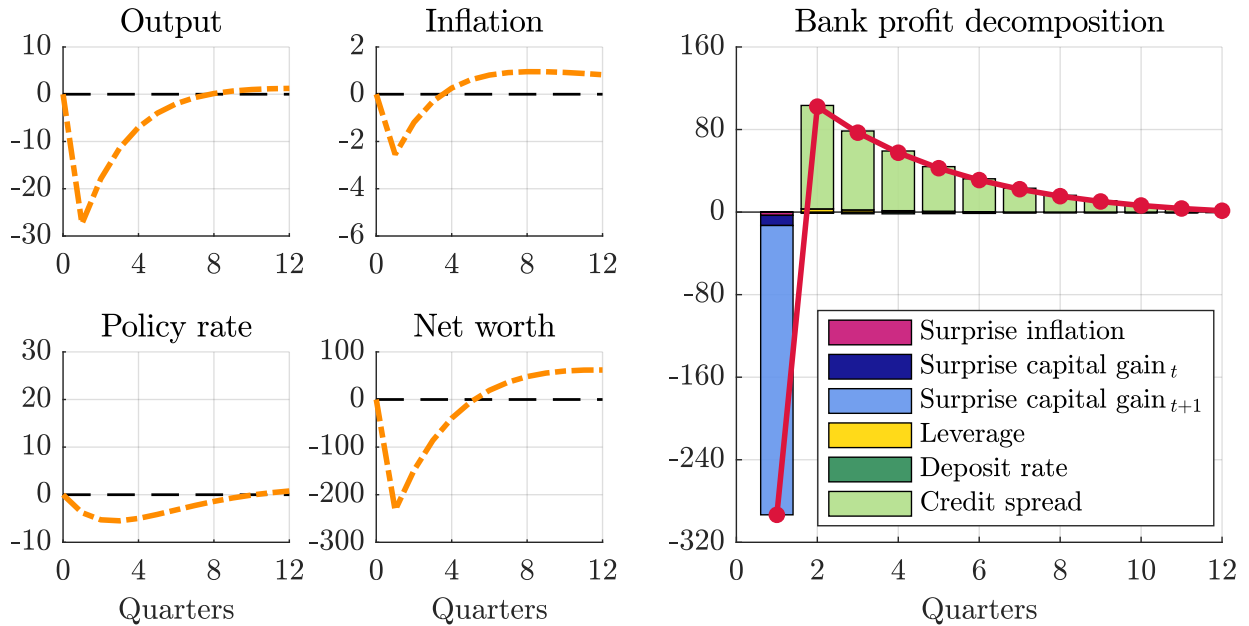 Output
10
0
-10
-20
-30
0 4 8 12
Inflation
2
0
-2
-4
-6
0 4 8 12
Policy rate
30
20
10
0
-10
0 4 8 12
Quarters
Net worth
100
0
-100
-200
-300
0 4 8 12
Quarters
Bank profit decomposition
160
80
0
-80
-160
-240
-320
0 2 4 6 8 10 12
Quarters
Surprise inflation
Surprise capital gain t
Surprise capital gain t+1
Leverage
Deposit rate
Credit spread